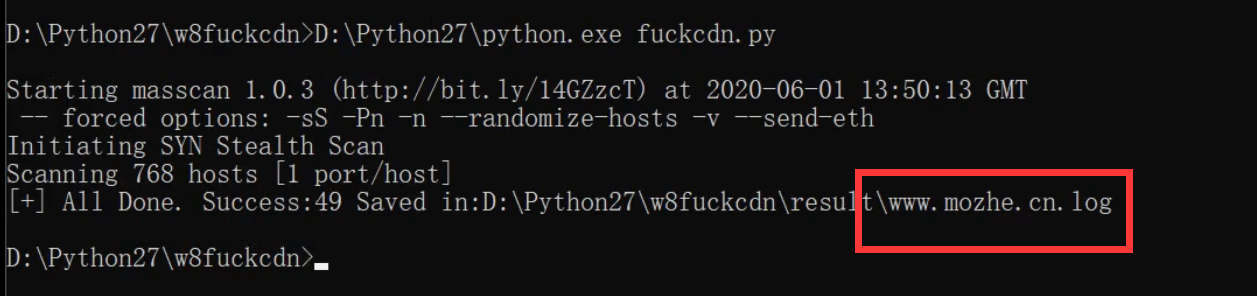 D:\Python27\w8fuckcdn>D:\Python27\python.exe fuckcdn.py
Starting masscan 1.0.3 (http://bit.ly/14GZzcT) at 2020-06-01 13:50:13 GMT
-- forced options: -sS -Pn -n --randomize-hosts -v --send-eth
Initiating SYN Stealth Scan
Scanning 768 hosts [1 port/host]
[+] All Done. Success:49 Saved in:D:\Python27\w8fuckcdn\result\www.mozhe.cn.log
D:\Python27\w8fuckcdn>